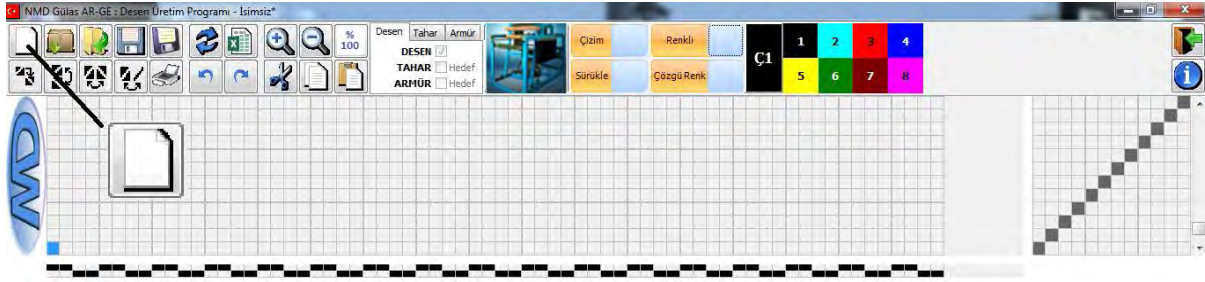 NMD Gülas AR-GE : Desen Üretim Programı - İsimsiz*
% 100
Desen Tahar Armür
DESEN
TAHAR Hedef
ARMÜR Hedef
Çizim
Sürükle
Renkli
Çözgü Renk
Ç1
1 2 3 4
5 6 7 8
DW